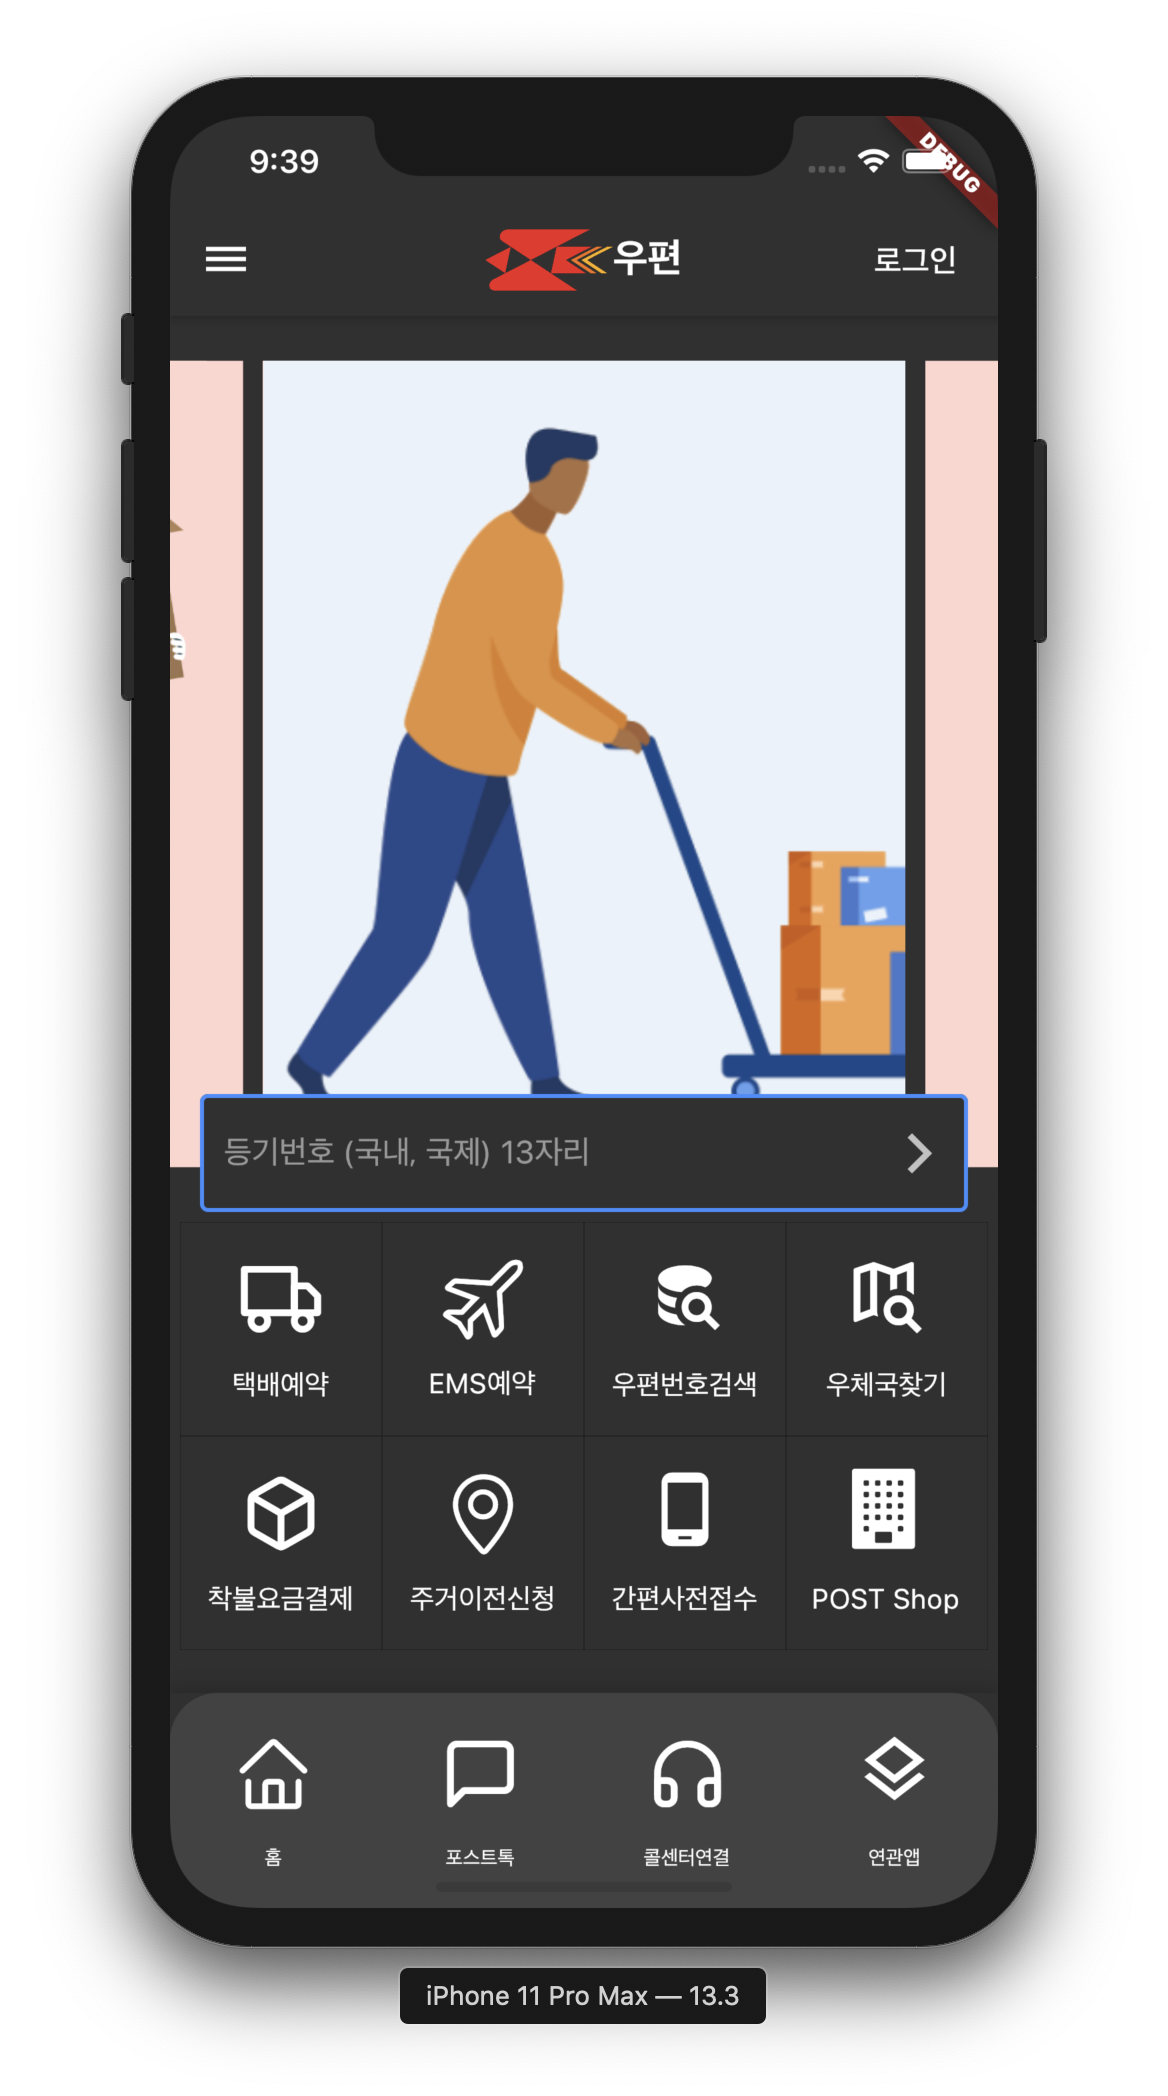 9:39
DEBUG
우편
로그인
등기번호 (국내, 국제) 13자리
택배예약
EMS예약
우편번호검색
우체국찾기
착불요금결제
주거이전신청
간편사전접수
POST Shop
홈
포스트톡
콜센터연결
연관앱
iPhone 11 Pro Max — 13.3